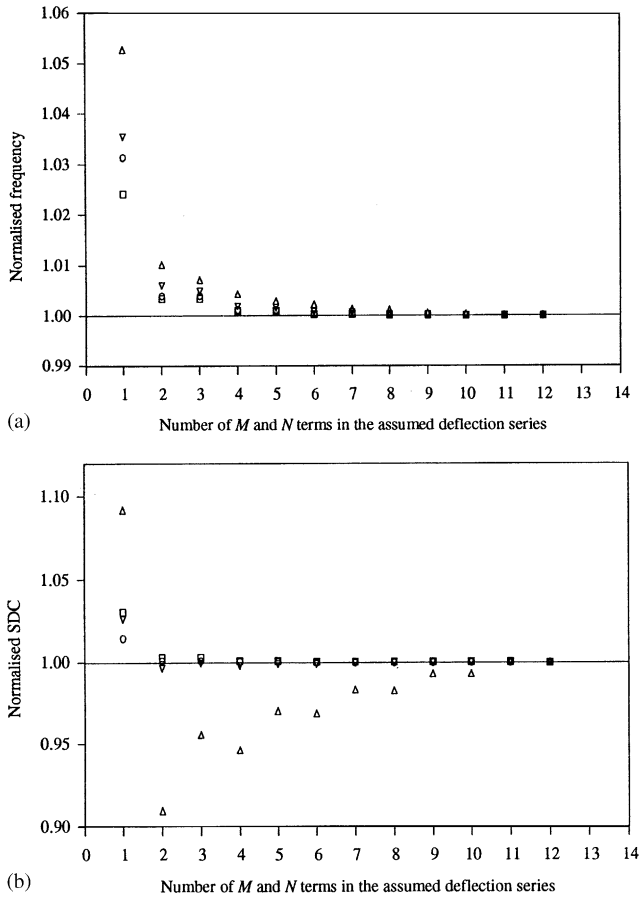 1.06
1.05
1.04
1.03
1.02
1.01
1.00
0.99
Normalised frequency
0 1 2 3 4 5 6 7 8 9 10 11 12 13 14
(a)
Number of M and N terms in the assumed deflection series
1.10
1.05
1.00
0.95
0.90
Normalised SDC
0 1 2 3 4 5 6 7 8 9 10 11 12 13 14
(b)
Number of M and N terms in the assumed deflection series